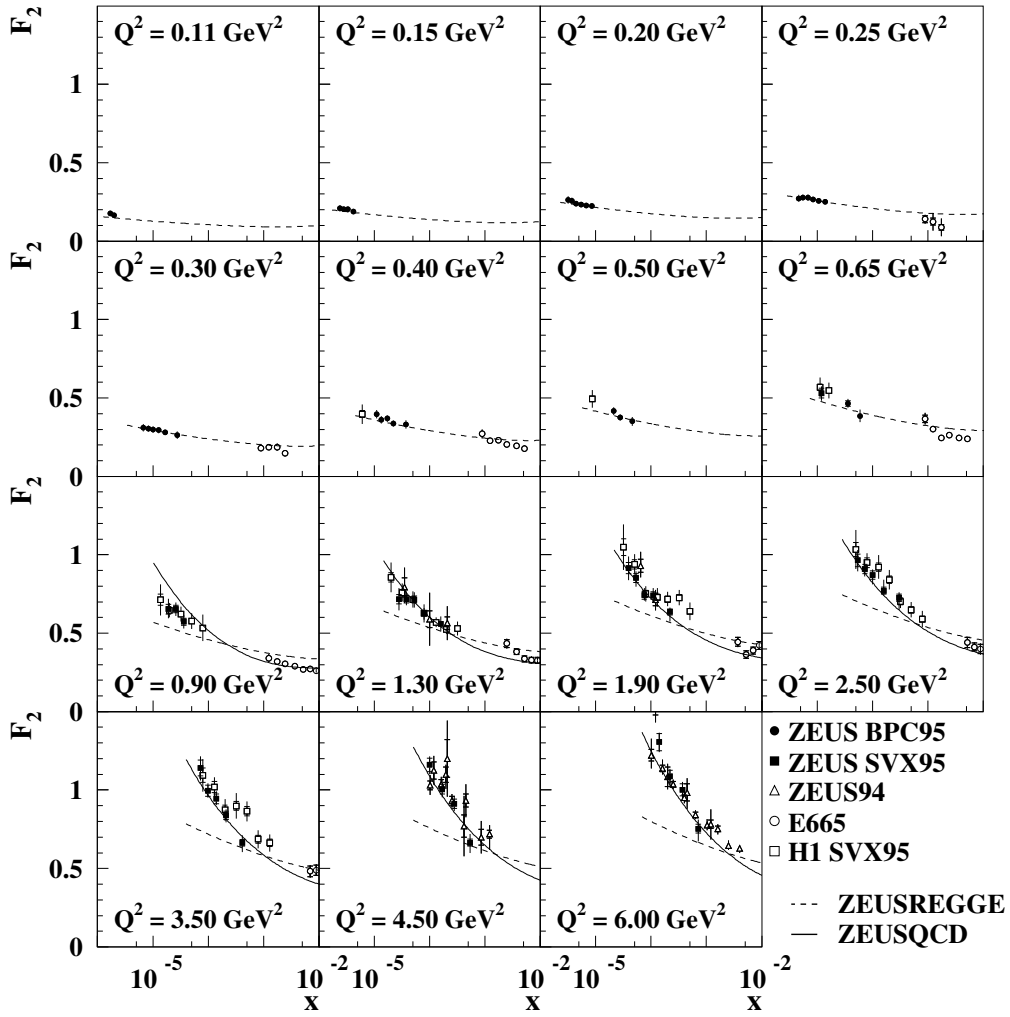 F₂
Q² = 0.11 GeV²
Q² = 0.15 GeV²
Q² = 0.20 GeV²
Q² = 0.25 GeV²
1
0.5
0
F₂
Q² = 0.30 GeV²
Q² = 0.40 GeV²
Q² = 0.50 GeV²
Q² = 0.65 GeV²
1
0.5
0
F₂
1
0.5
Q² = 0.90 GeV²
Q² = 1.30 GeV²
Q² = 1.90 GeV²
Q² = 2.50 GeV²
0
F₂
ZEUS BPC95
ZEUS SVX95
ZEUS94
E665
H1 SVX95
1
0.5
Q² = 3.50 GeV²
Q² = 4.50 GeV²
Q² = 6.00 GeV²
ZEUSREGGE
ZEUSQCD
0
10⁻⁵ 10⁻² 10⁻⁵ 10⁻² 10⁻⁵ 10⁻²
x x x